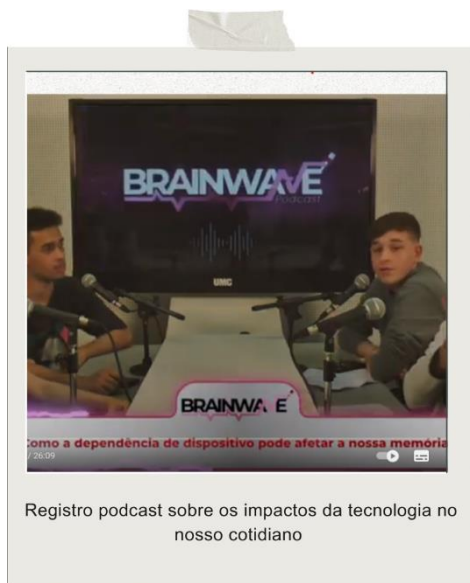 BRAINWAVE
Podcast
UMC
BRAINWA E
Como a dependência de dispositivo pode afetar a nossa memória
/ 26:09
Registro podcast sobre os impactos da tecnologia no
nosso cotidiano